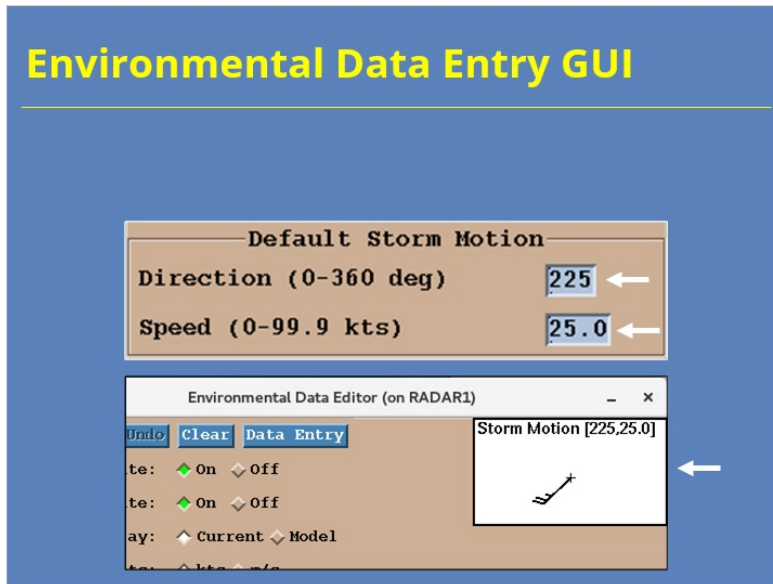 Environmental Data Entry GUI
Default Storm Motion
Direction (0-360 deg) 225
Speed (0-99.9 kts) 25.0
Environmental Data Editor (on RADAR1)
Undo Clear Data Entry
Storm Motion [225,25.0]
te: On Off
te: On Off
ay: Current Model